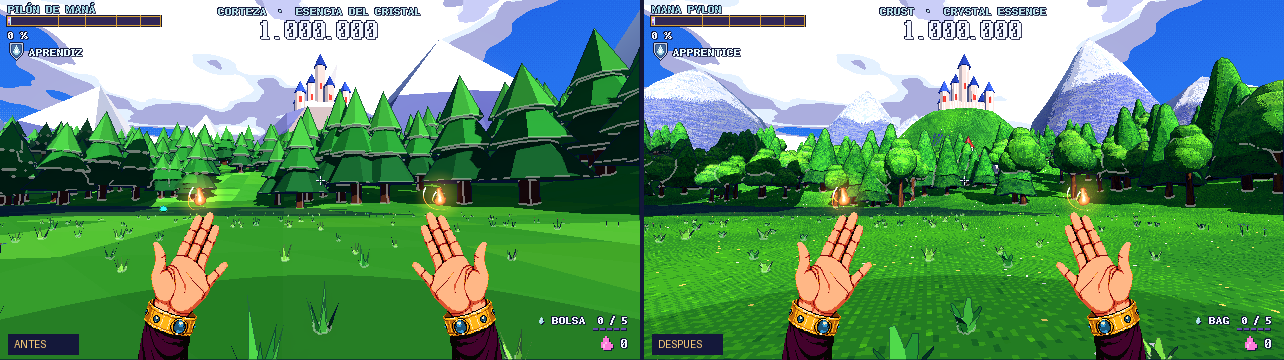 PILÓN DE MANÁ
0 %
APRENDIZ
CORTEZA · ESENCIA DEL CRISTAL
1.000.000
BOLSA 0 / 5
0
ANTES
MANA PYLON
0 %
APPRENTICE
CRUST · CRYSTAL ESSENCE
1.000.000
BAG 0 / 5
0
DESPUES